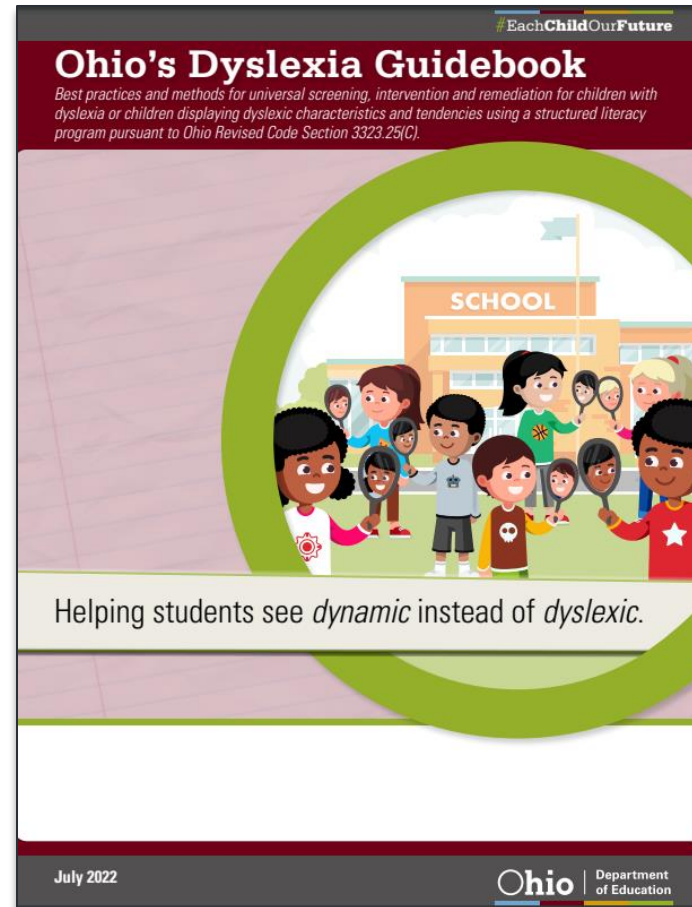 #EachChildOurFuture
Ohio's Dyslexia Guidebook
Best practices and methods for universal screening, intervention and remediation for children with
dyslexia or children displaying dyslexic characteristics and tendencies using a structured literacy
program pursuant to Ohio Revised Code Section 3323.25(C).
SCHOOL
Helping students see dynamic instead of dyslexic.
July 2022
Ohio
Department
of Education